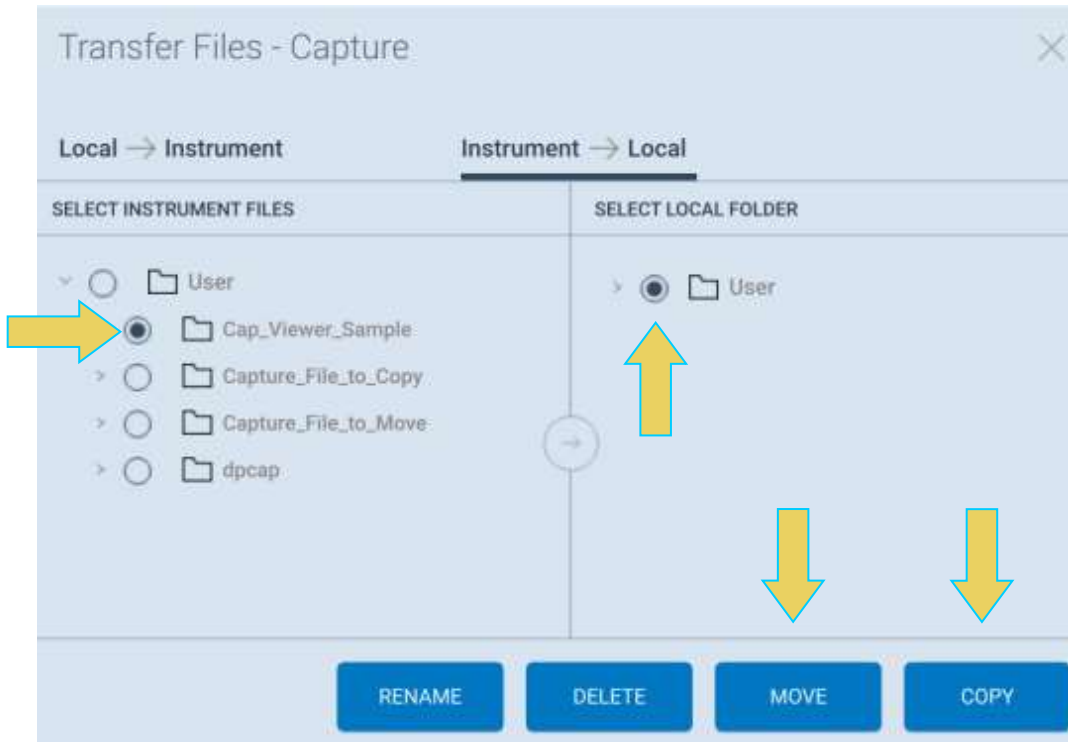 Transfer Files - Capture
Local → Instrument
Instrument → Local
SELECT INSTRUMENT FILES
SELECT LOCAL FOLDER
User
User
Cap_Viewer_Sample
Capture_File_to_Copy
Capture_File_to_Move
dpcap
RENAME
DELETE
MOVE
COPY